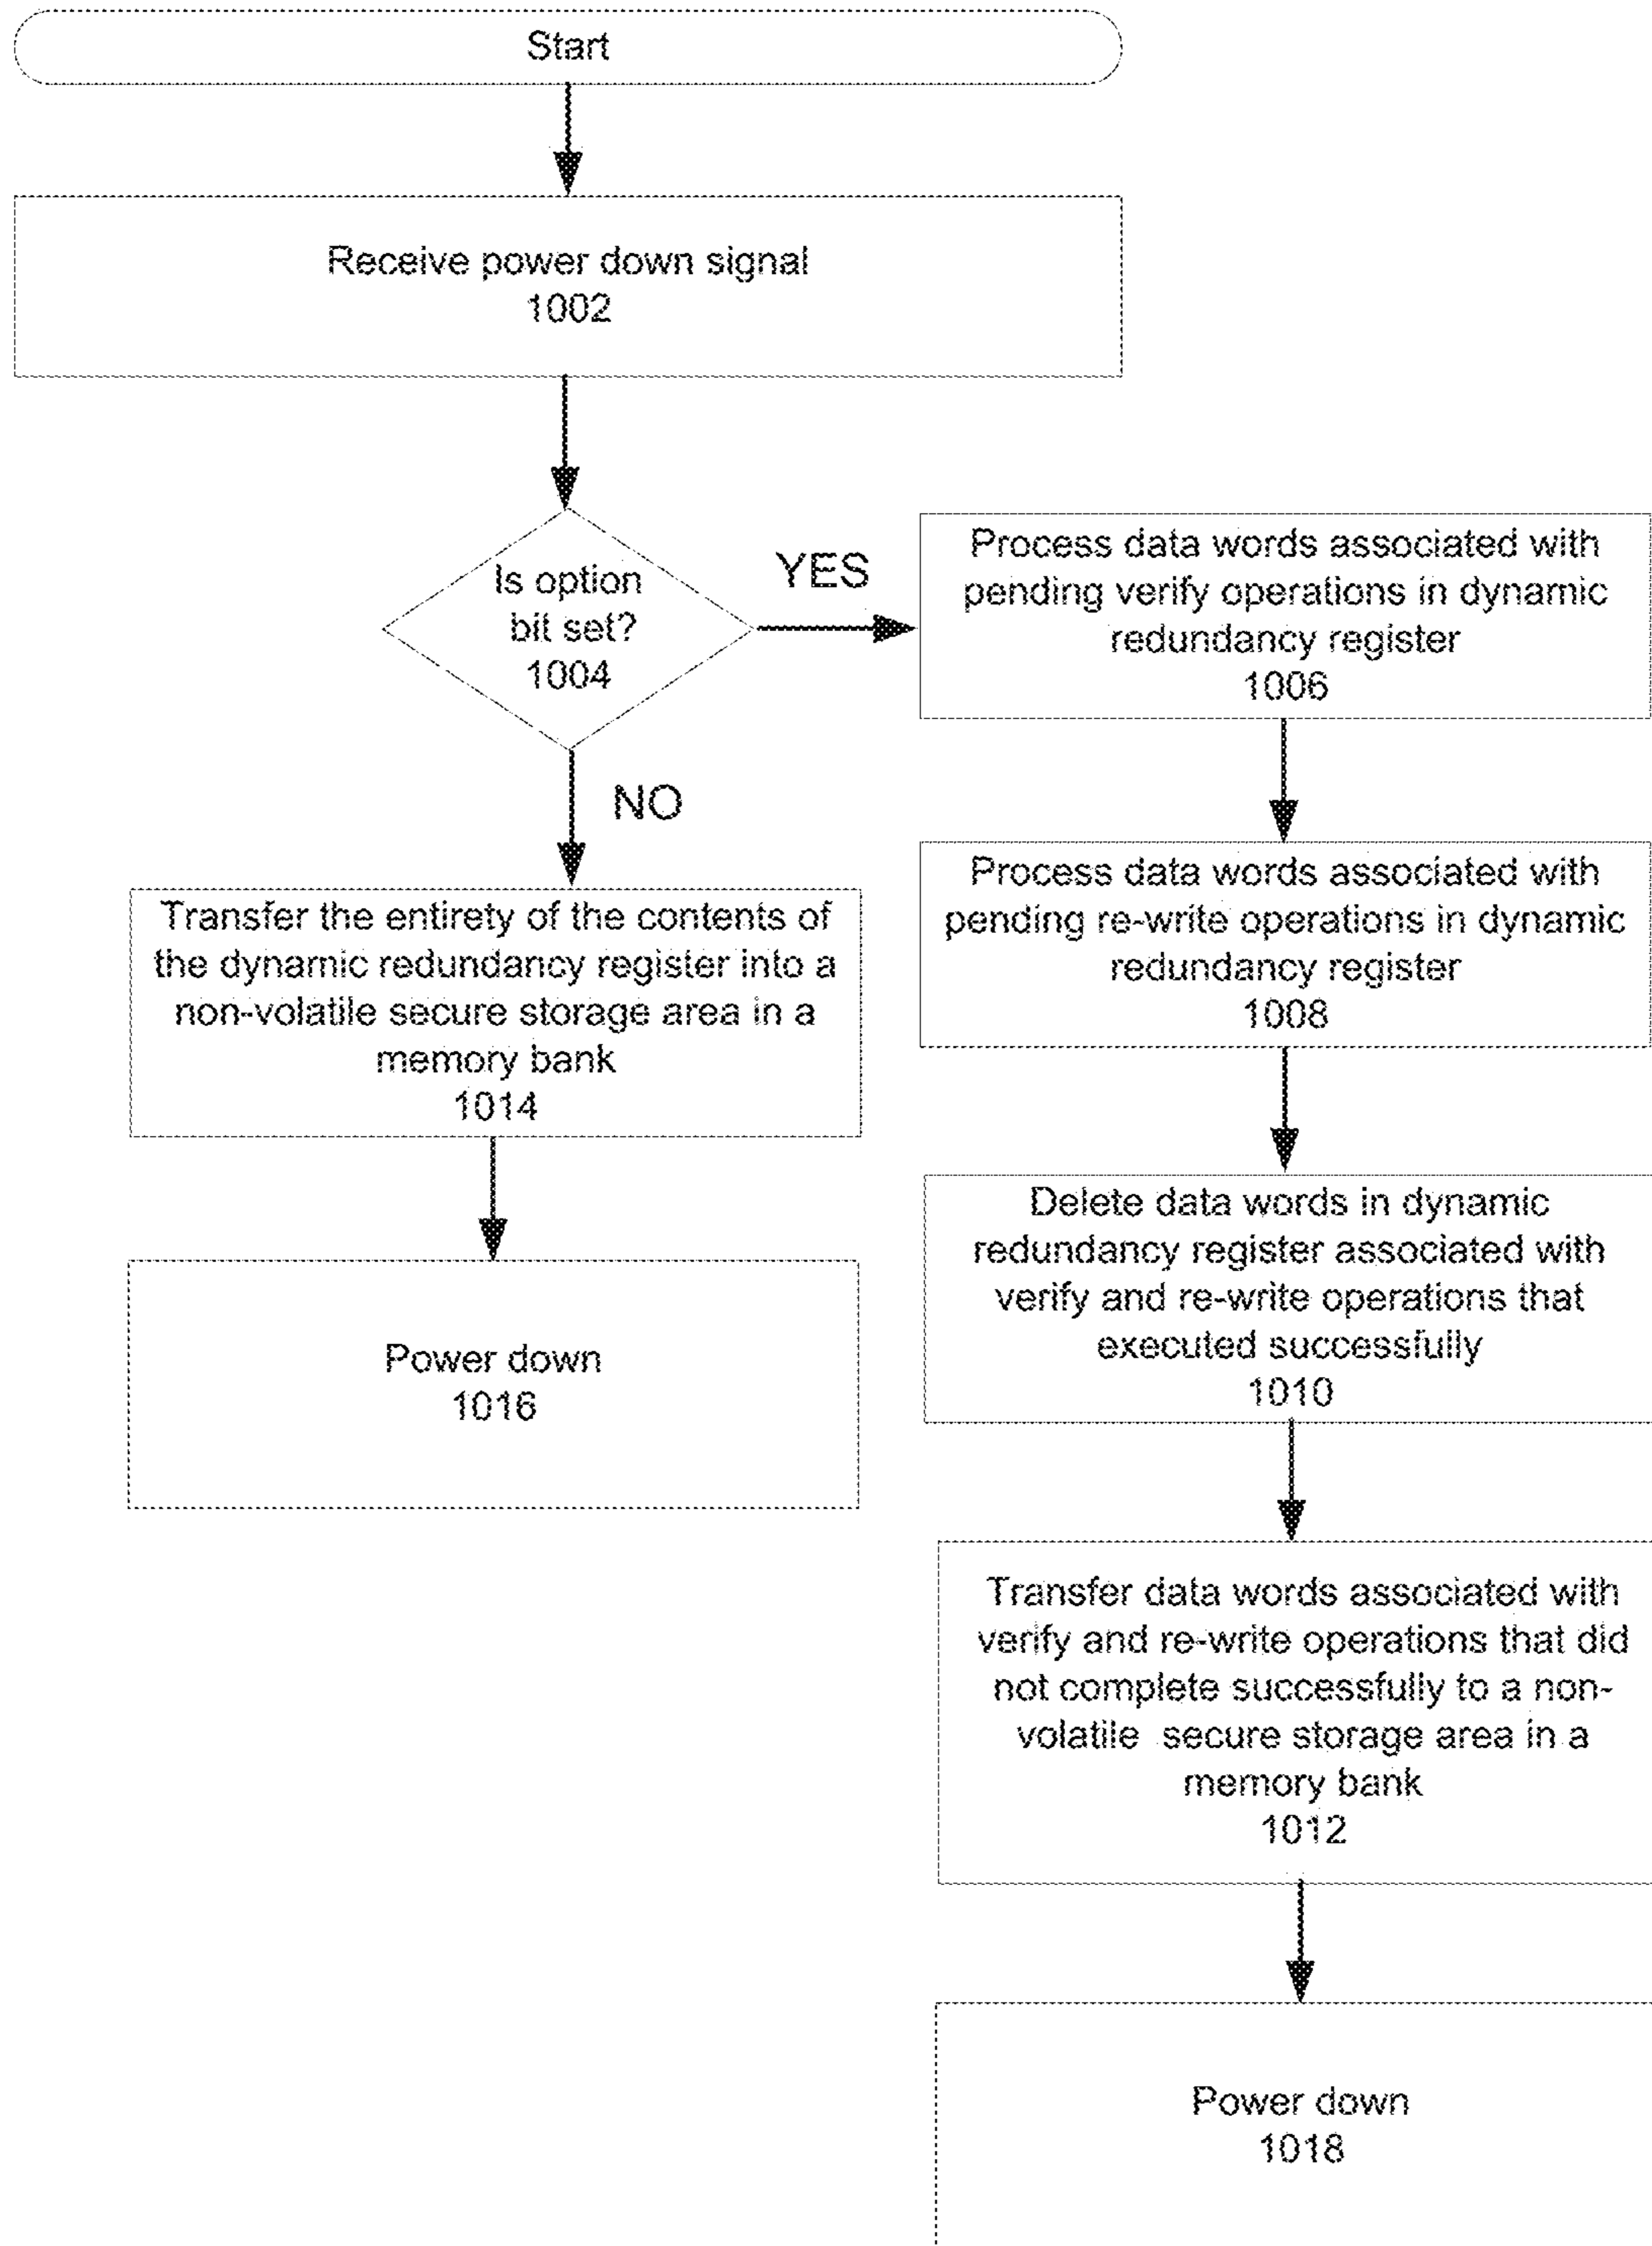 Start
Receive power down signal
1002
Is option
bit set?
1004
YES
NO
Process data words associated with
pending verify operations in dynamic
redundancy register
1006
Process data words associated with
pending re-write operations in dynamic
redundancy register
1008
Transfer the entirety of the contents of
the dynamic redundancy register into a
non-volatile secure storage area in a
memory bank
1014
Delete data words in dynamic
redundancy register associated with
verify and re-write operations that
executed successfully
1010
Power down
1016
Transfer data words associated with
verify and re-write operations that did
not complete successfully to a non-
volatile secure storage area in a
memory bank
1012
Power down
1018